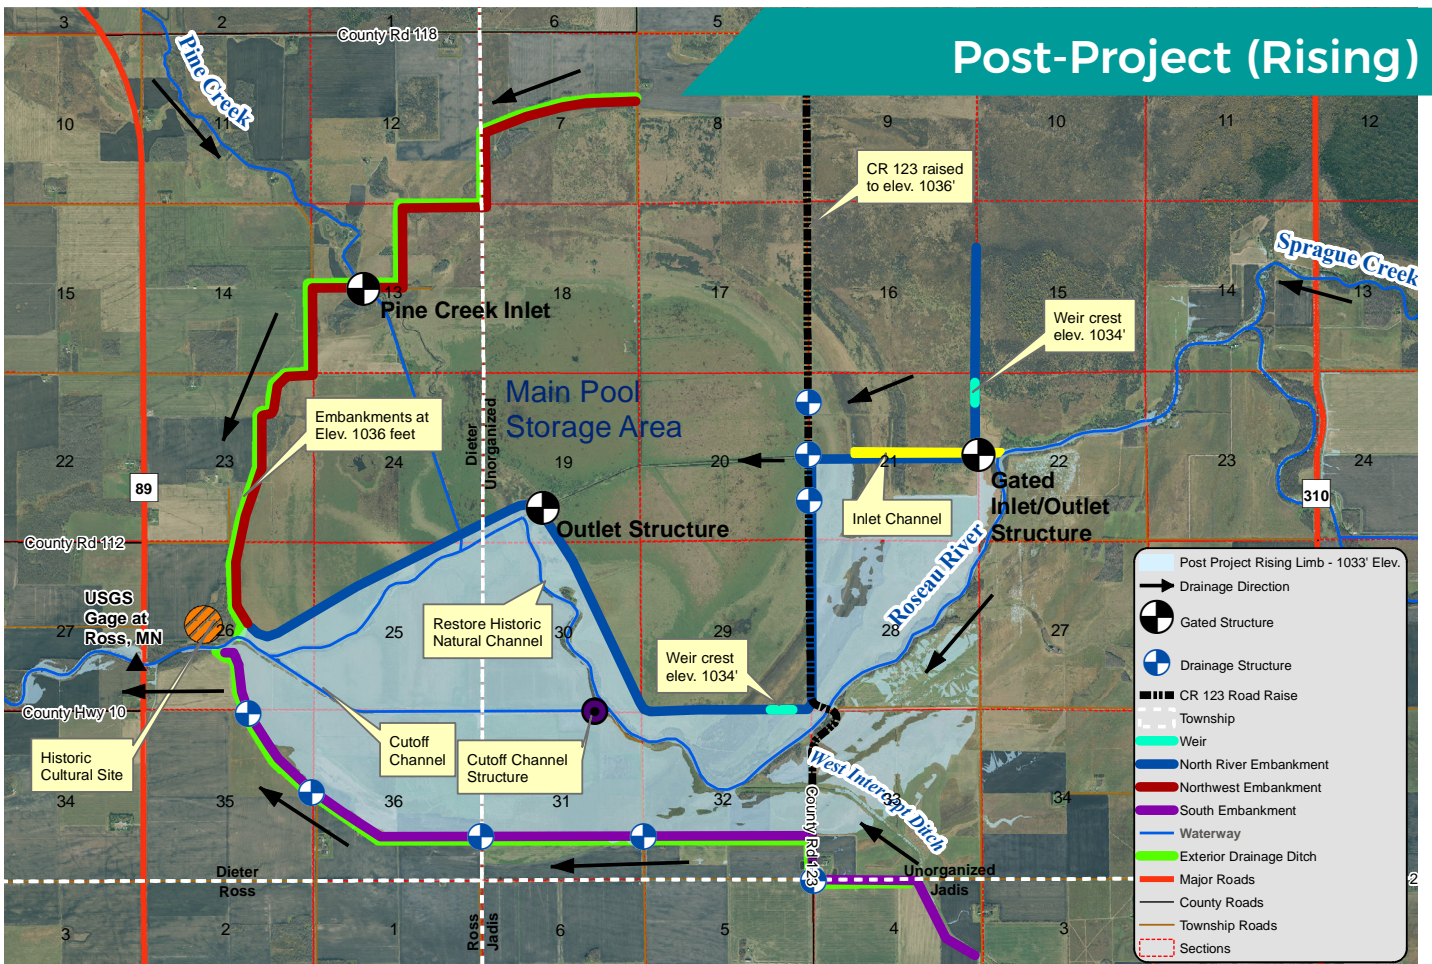 Post-Project (Rising)
3
2
1
6
5
County Rd 118
Pine Creek
10
11
12
7
8
9
10
11
12
CR 123 raised
to elev. 1036'
Sprague Creek
15
14
13
18
17
16
15
14
13
Pine Creek Inlet
Weir crest
elev. 1034'
Main Pool
Storage Area
Embankments at
Elev. 1036 feet
Dieter
Unorganized
22
23
24
19
20
21
22
23
24
89
310
Gated
Inlet/Outlet
Structure
Inlet Channel
Outlet Structure
County Rd 112
Roseau River
USGS
Gage at
Ross, MN
27
26
25
30
29
28
27
Restore Historic
Natural Channel
Weir crest
elev. 1034'
County Hwy 10
Historic
Cultural Site
Cutoff
Channel
Cutoff Channel
Structure
West Intercept Ditch
34
35
36
31
32
33
34
County Rd 123
Dieter
Ross
Unorganized
Jadis
2
3
2
1
6
5
4
3
Ross
Jadis
Post Project Rising Limb - 1033' Elev.
Drainage Direction
Gated Structure
Drainage Structure
CR 123 Road Raise
Township
Weir
North River Embankment
Northwest Embankment
South Embankment
Waterway
Exterior Drainage Ditch
Major Roads
County Roads
Township Roads
Sections